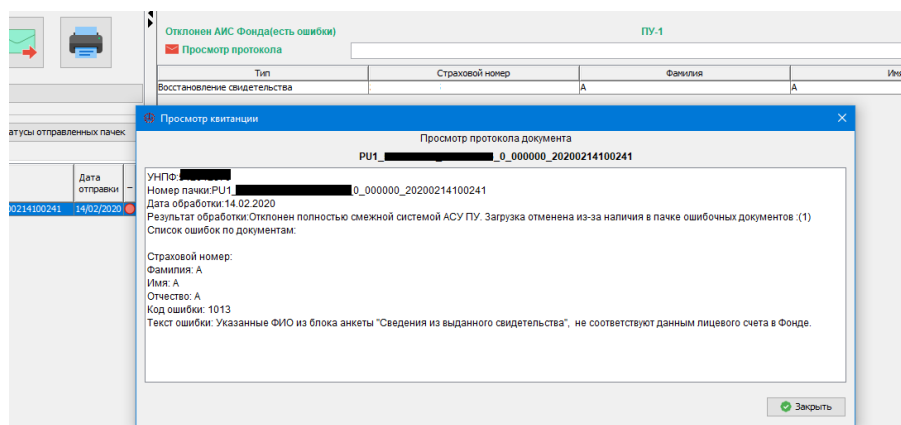 Отклонен АИС Фонда(есть ошибки)
ПУ-1
Просмотр протокола
Тип
Страховой номер
Фамилия
Восстановление свидетельства
А
А
атусы отправленных пачек
Дата
отправки
00214100241
14/02/2020
Просмотр квитанции
Просмотр протокола документа
PU1_
_0_000000_20200214100241
УНПФ:
Номер пачки:PU1_
0_000000_20200214100241
Дата обработки:14.02.2020
Результат обработки:Отклонен полностью смежной системой АСУ ПУ. Загрузка отменена из-за наличия в пачке ошибочных документов :(1)
Список ошибок по документам:
Страховой номер:
Фамилия: А
Имя: А
Отчество: А
Код ошибки: 1013
Текст ошибки: Указанные ФИО из блока анкеты "Сведения из выданного свидетельства", не соответствуют данным лицевого счета в Фонде.
Закрыть